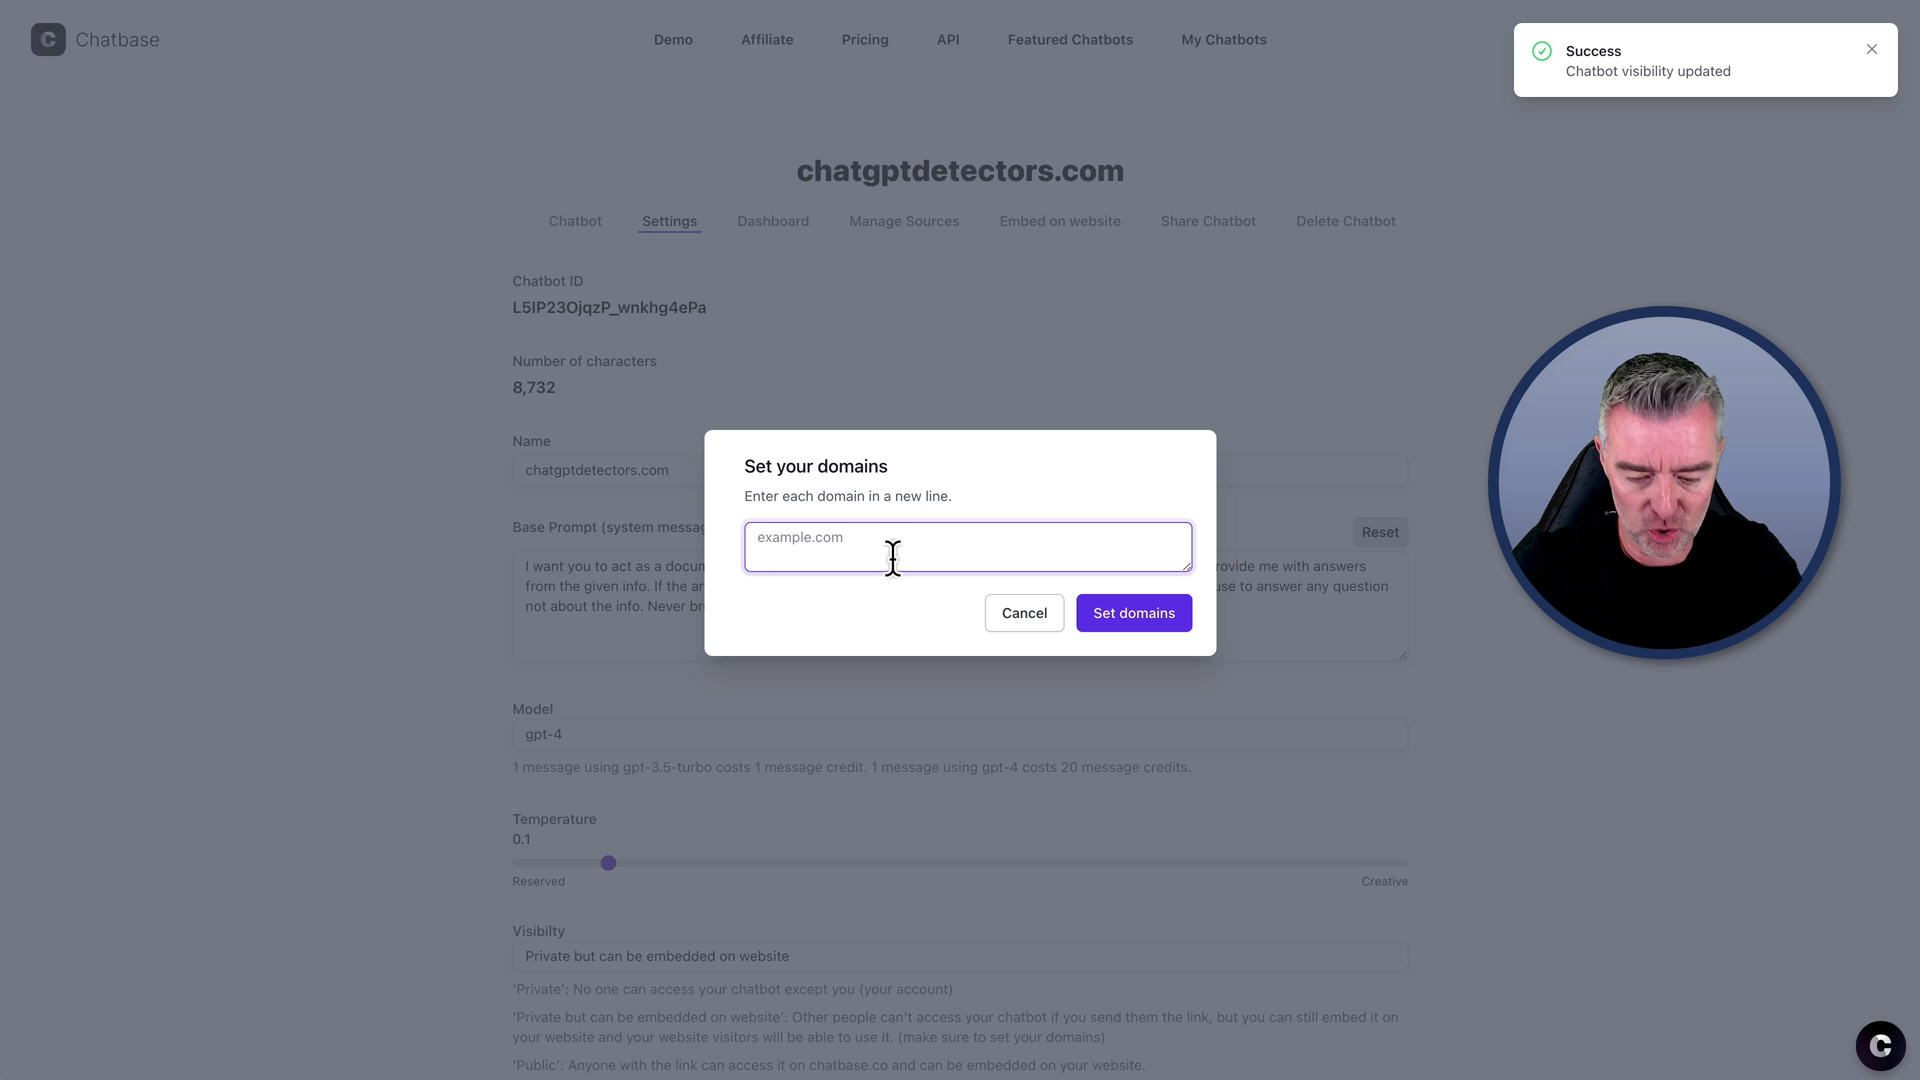 C Chatbase
Demo Affiliate Pricing API Featured Chatbots My Chatbots
Success
Chatbot visibility updated
chatgptdetectors.com
Chatbot Settings Dashboard Manage Sources Embed on website Share Chatbot Delete Chatbot
Chatbot ID
L5IP23OjqzP_wnkhg4ePa
Number of characters
8,732
Name
chatgptdetectors.com
Set your domains
Enter each domain in a new line.
example.com
Cancel Set domains
Base Prompt (system messag
Reset
I want you to act as a docum ovide me with answers
from the given info. If the an use to answer any question
not about the info. Never br
Model
gpt-4
1 message using gpt-3.5-turbo costs 1 message credit. 1 message using gpt-4 costs 20 message credits.
Temperature
0.1
Reserved Creative
Visibilty
Private but can be embedded on website
'Private': No one can access your chatbot except you (your account)
'Private but can be embedded on website': Other people can't access your chatbot if you send them the link, but you can still embed it on
your website and your website visitors will be able to use it. (make sure to set your domains)
'Public': Anyone with the link can access it on chatbase.co and can be embedded on your website.
C